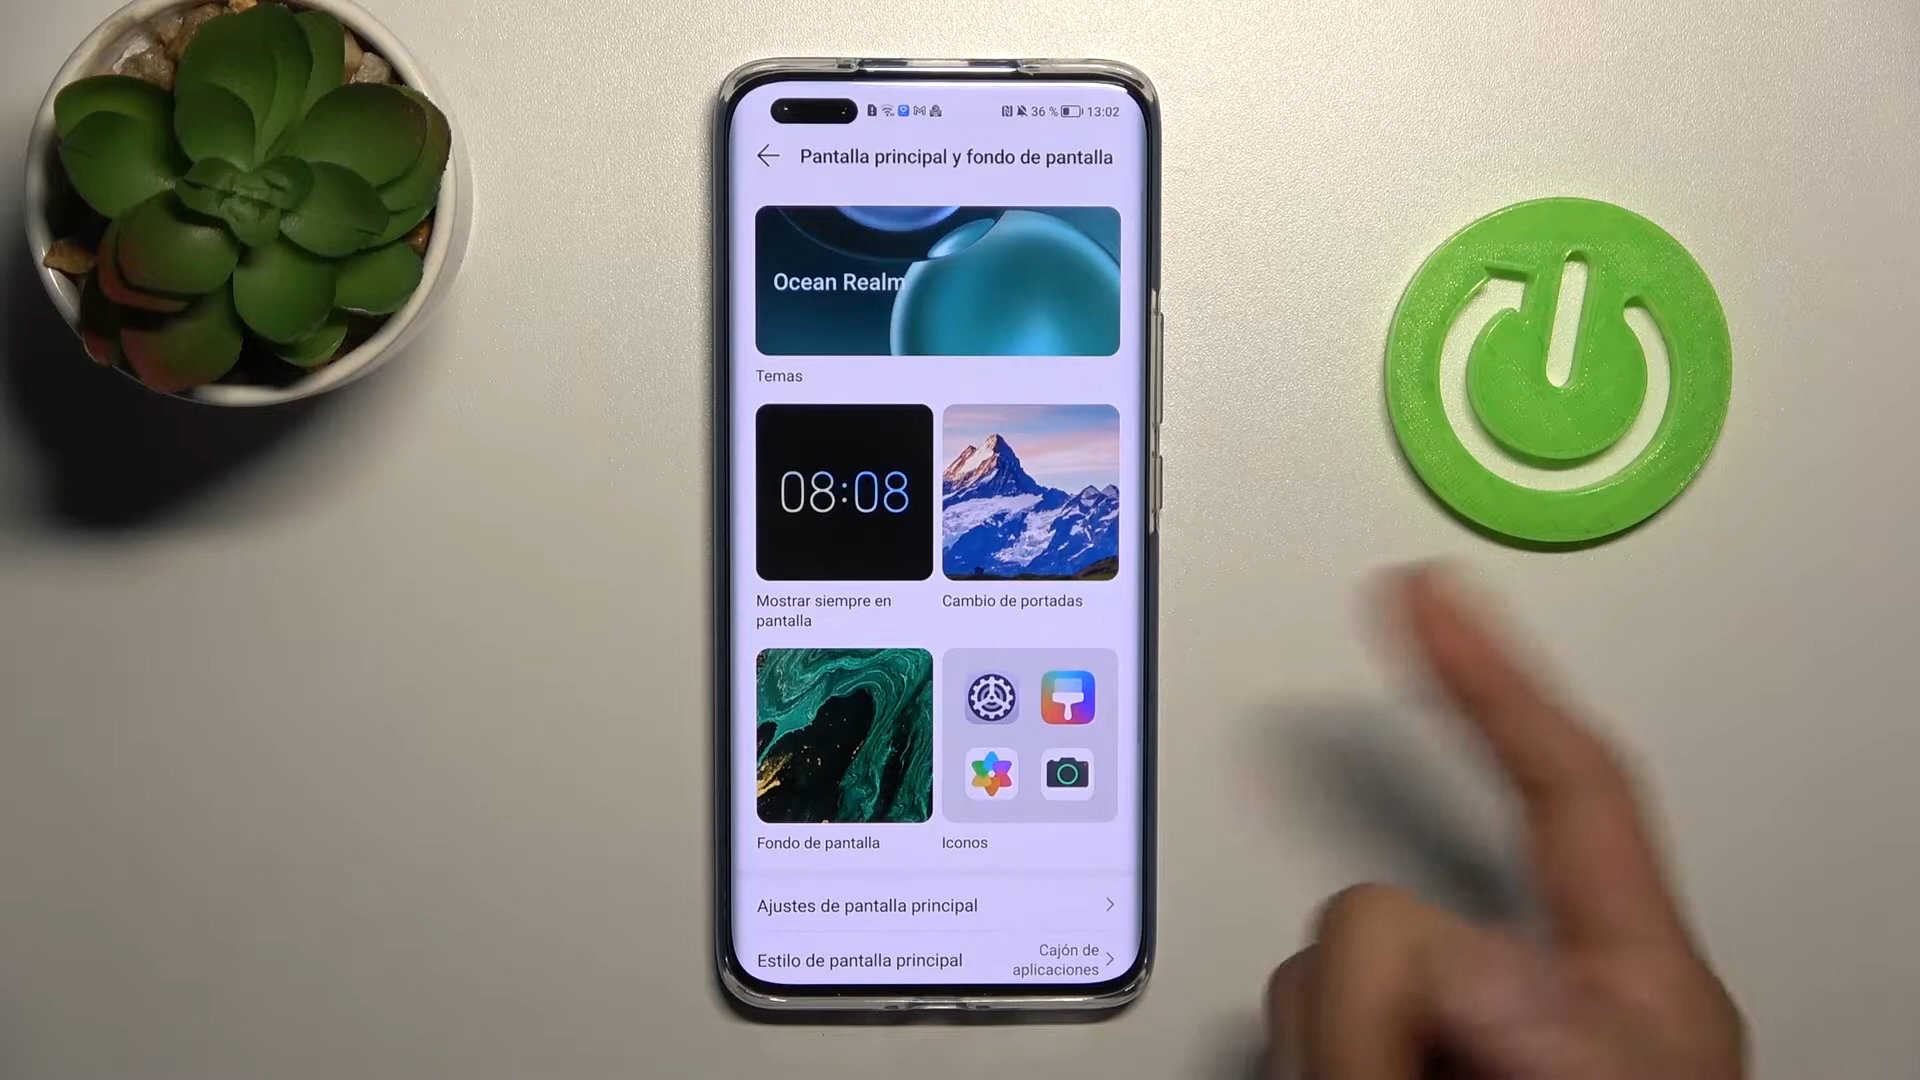 36 % 13:02
Pantalla principal y fondo de pantalla
Ocean Realm
Temas
08:08
Mostrar siempre en
pantalla
Cambio de portadas
Fondo de pantalla
Iconos
Ajustes de pantalla principal
Estilo de pantalla principal
Cajón de
aplicaciones